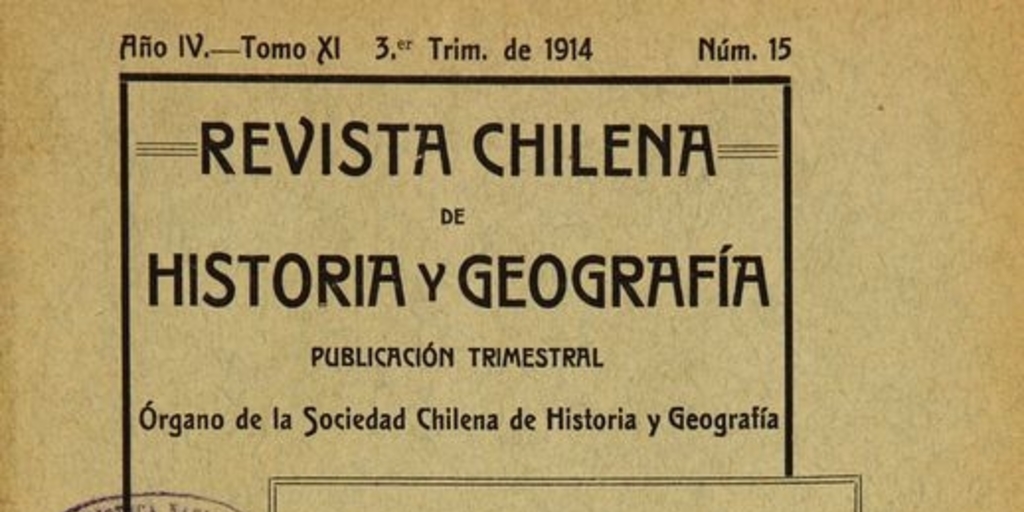 Año IV.—Tomo XI 3.er Trim. de 1914 Núm. 15
REVISTA CHILENA
DE
HISTORIA Y GEOGRAFÍA
PUBLICACIÓN TRIMESTRAL
Órgano de la Sociedad Chilena de Historia y Geografía